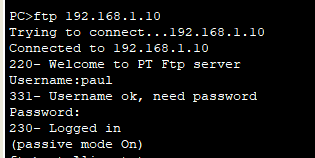 PC>ftp 192.168.1.10
Trying to connect...192.168.1.10
Connected to 192.168.1.10
220- Welcome to PT Ftp server
Username:paul
331- Username ok, need password
Password:
230- Logged in
(passive mode On)